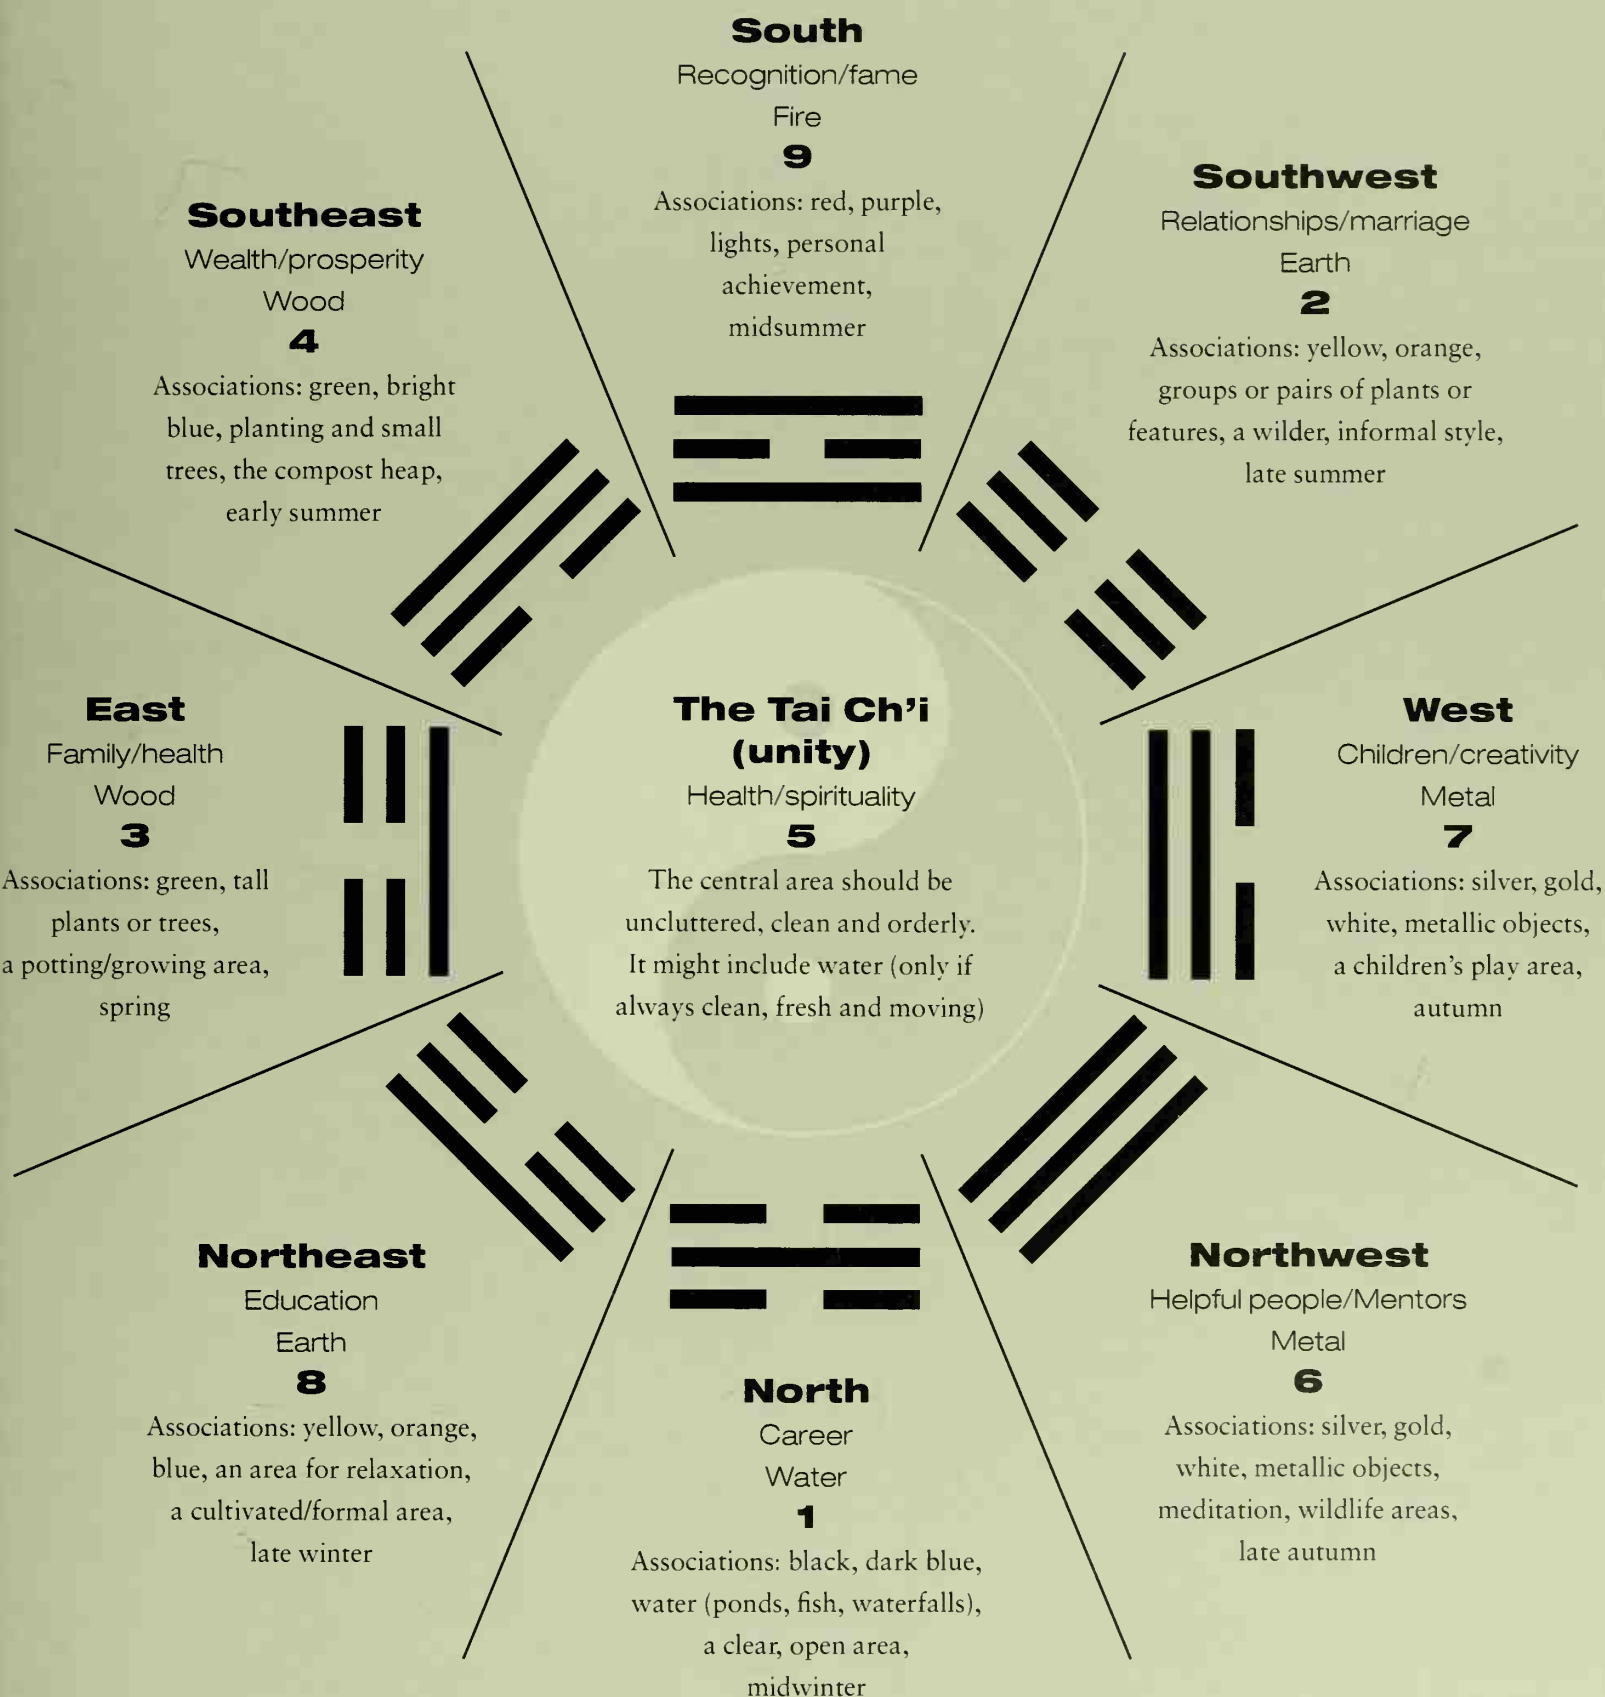 South
Recognition/fame
Fire
9
Associations: red, purple,
lights, personal
achievement,
midsummer
Southeast
Wealth/prosperity
Wood
4
Associations: green, bright
blue, planting and small
trees, the compost heap,
early summer
Southwest
Relationships/marriage
Earth
2
Associations: yellow, orange,
groups or pairs of plants or
features, a wilder, informal style,
late summer
East
Family/health
Wood
3
Associations: green, tall
plants or trees,
a potting/growing area,
spring
The Tai Ch'i
(unity)
Health/spirituality
5
The central area should be
uncluttered, clean and orderly.
It might include water (only if
always clean, fresh and moving)
West
Children/creativity
Metal
7
Associations: silver, gold,
white, metallic objects,
a children's play area,
autumn
Northeast
Education
Earth
8
Associations: yellow, orange,
blue, an area for relaxation,
a cultivated/formal area,
late winter
North
Career
Water
1
Associations: black, dark blue,
water (ponds, fish, waterfalls),
a clear, open area,
midwinter
Northwest
Helpful people/Mentors
Metal
6
Associations: silver, gold,
white, metallic objects,
meditation, wildlife areas,
late autumn